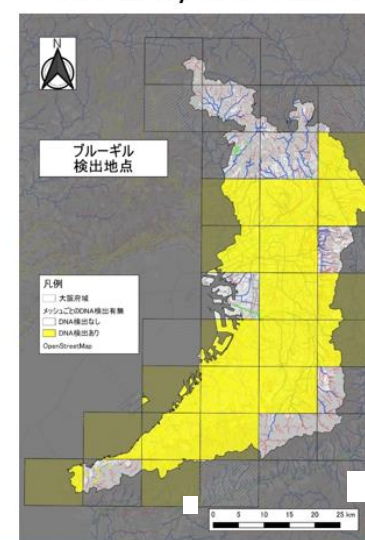 N
ブルーギル
検出地点
凡例
大阪府域
メッシュごとのDNA検出有無
DNA検出なし
DNA検出あり
OpenStreetMap
0 5 10 15 20 25 km